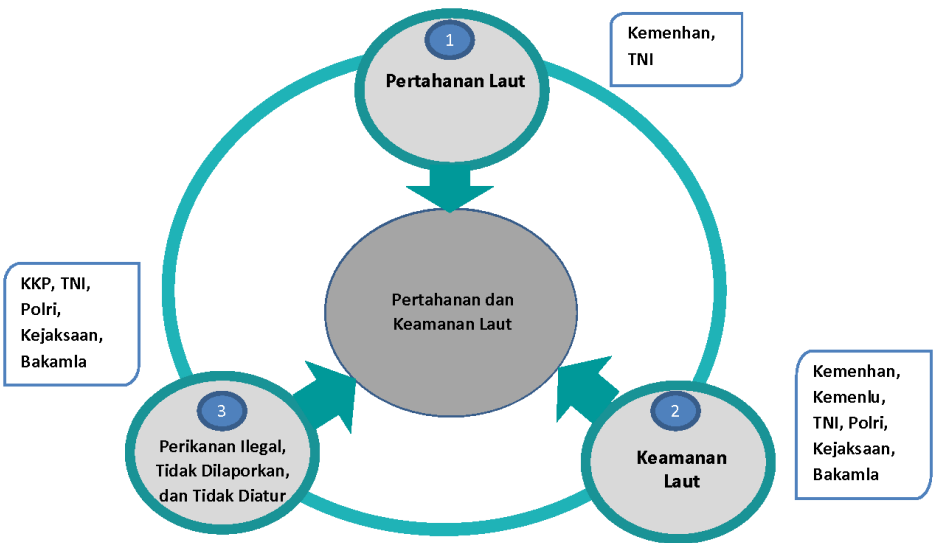 1
Pertahanan Laut
Kemenhan,
TNI
Pertahanan dan
Keamanan Laut
KKP, TNI,
Polri,
Kejaksaan,
Bakamla
3
Perikanan Ilegal,
Tidak Dilaporkan,
dan Tidak Diatur
2
Keamanan
Laut
Kemenhan,
Kemenlu,
TNI, Polri,
Kejaksaan,
Bakamla